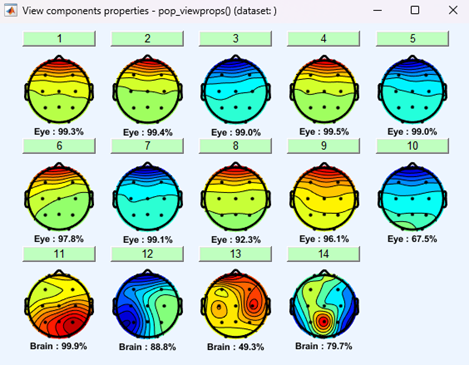 View components properties - pop_viewprops() (dataset: )
1 2 3 4 5
Eye : 99.3% Eye : 99.4% Eye : 99.0% Eye : 99.5% Eye : 99.0%
6 7 8 9 10
Eye : 97.8% Eye : 99.1% Eye : 92.3% Eye : 96.1% Eye : 67.5%
11 12 13 14
Brain : 99.9% Brain : 88.8% Brain : 49.3% Brain : 79.7%